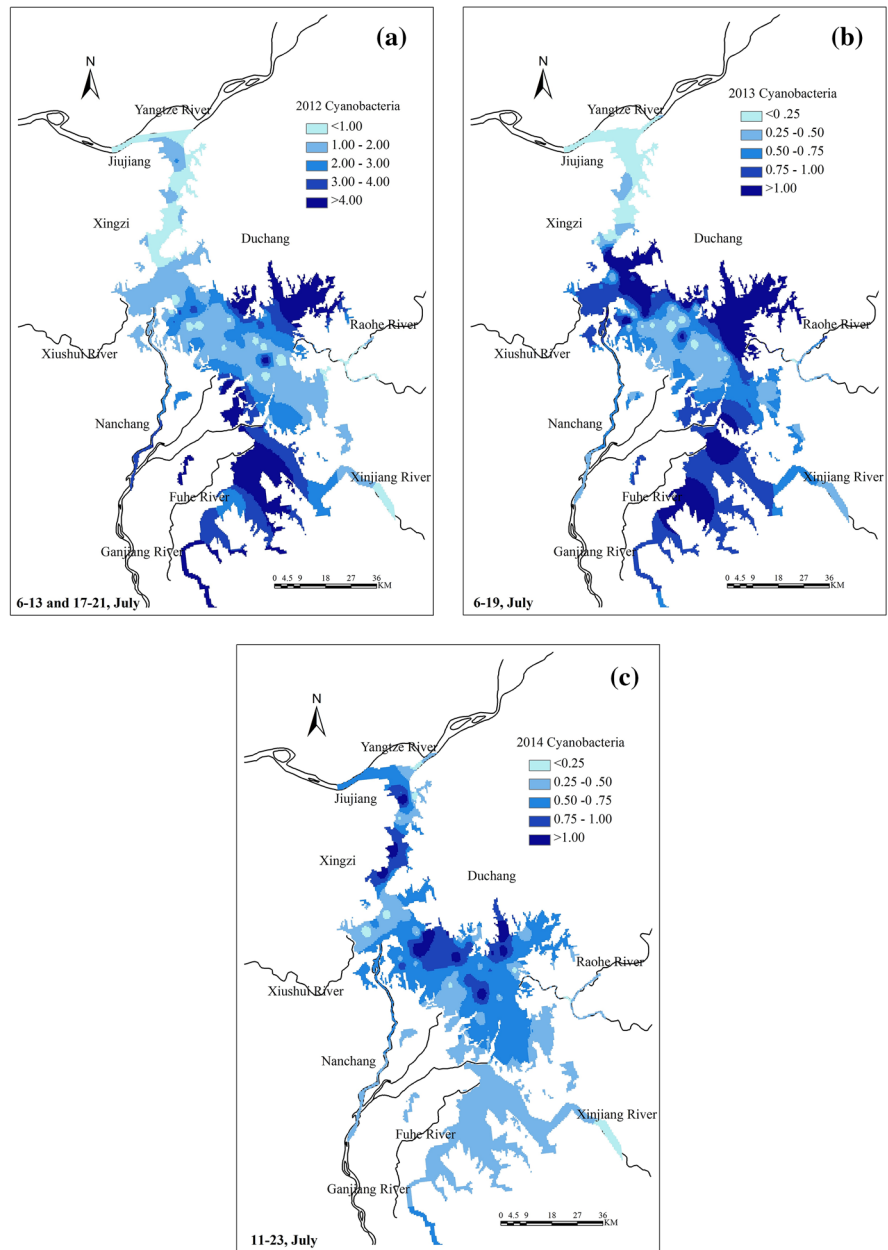 (a)
N
Yangtze River
2012 Cyanobacteria
<1.00
1.00 - 2.00
2.00 - 3.00
3.00 - 4.00
>4.00
Jiujiang
Xingzi
Duchang
Raohe River
Xiushui River
Nanchang
Xinjiang River
Fuhe River
Ganjiang River
0 4.5 9 18 27 36
KM
6-13 and 17-21, July
(b)
N
Yangtze River
2013 Cyanobacteria
<0 .25
0.25 -0 .50
0.50 -0 .75
0.75 - 1.00
>1.00
Jiujiang
Xingzi
Duchang
Raohe River
Xiushui River
Nanchang
Xinjiang River
Fuhe River
Ganjiang River
0 4.5 9 18 27 36
KM
6-19, July
(c)
N
Yangtze River
2014 Cyanobacteria
<0.25
0.25 -0 .50
0.50 -0 .75
0.75 - 1.00
>1.00
Jiujiang
Xingzi
Duchang
Raohe River
Xiushui River
Nanchang
Xinjiang River
Fuhe River
Ganjiang River
0 4.5 9 18 27 36
KM
11-23, July